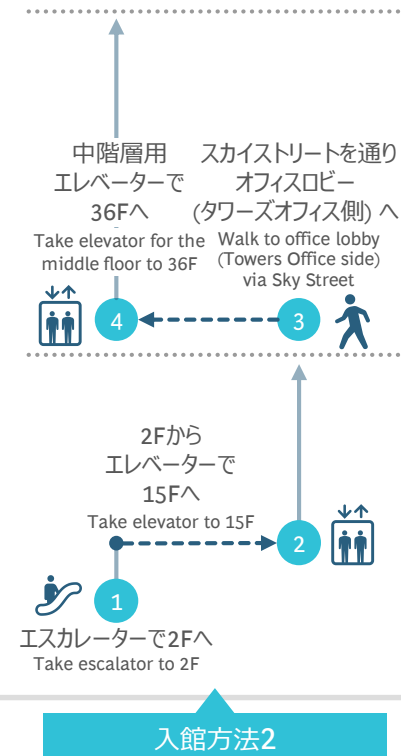 中階層用
エレベーターで
36Fへ
Take elevator for the
middle floor to 36F
4
スカイストリートを通り
オフィスロビー
(タワーズオフィス側) へ
Walk to office lobby
(Towers Office side)
via Sky Street
3
2Fから
エレベーターで
15Fへ
Take elevator to 15F
2
1
エスカレーターで2Fへ
Take escalator to 2F
入館方法2